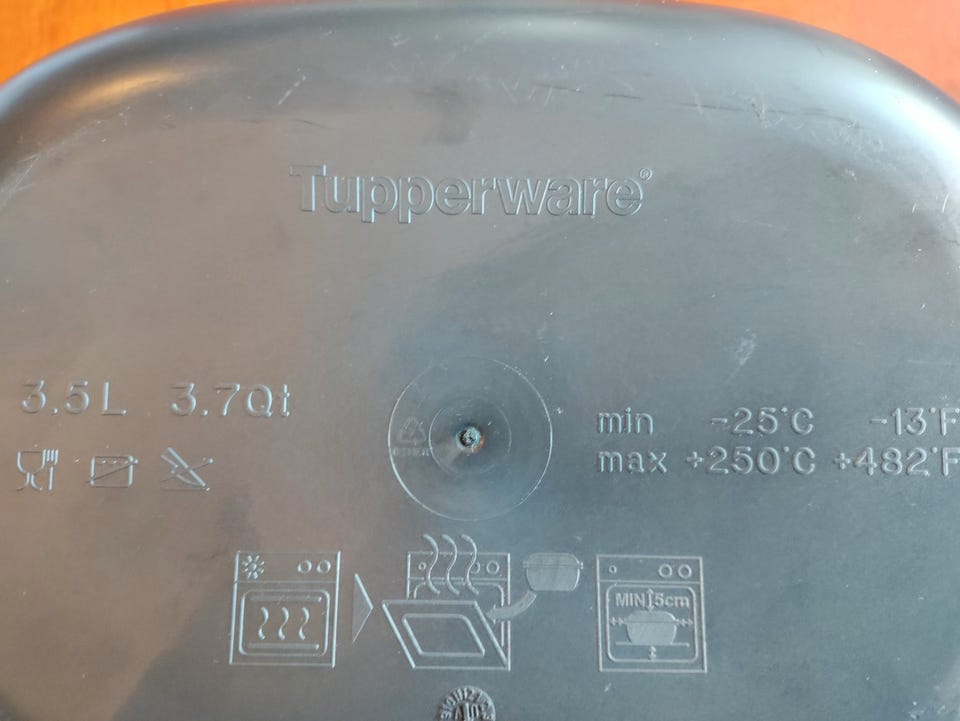 Tupperware®
3.5L 3.7Qt
min -25°C -13°F
max +250°C +482°F
MIN 5cm